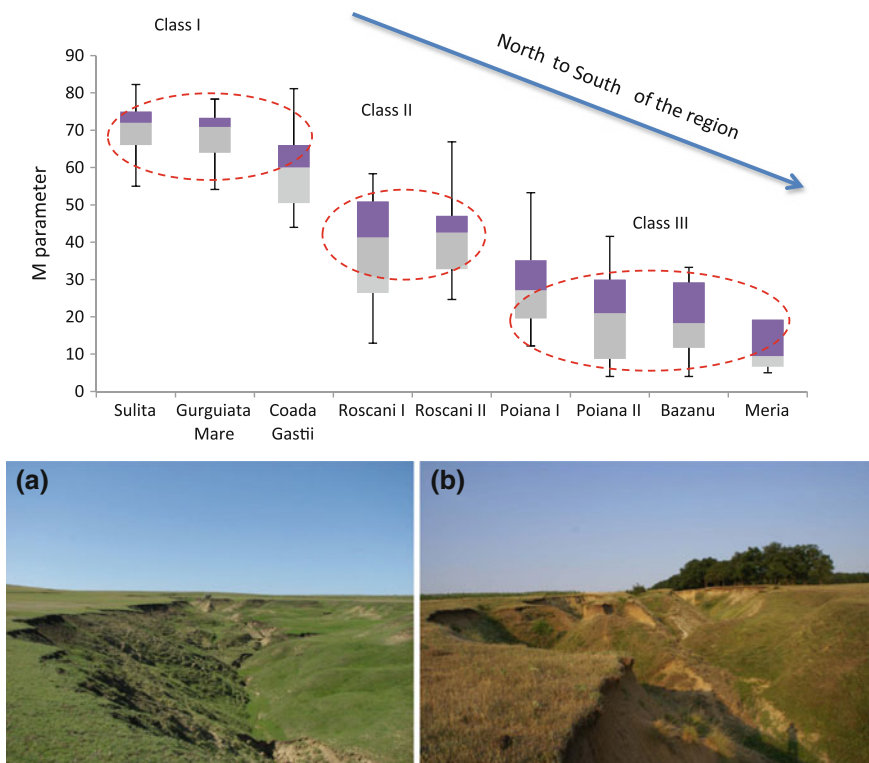 Class I
North to South of the region
Class II
Class III
M parameter
90
80
70
60
50
40
30
20
10
0
Sulita
Gurguiata
Mare
Coada
Gastii
Roscani I
Roscani II
Poiana I
Poiana II
Bazanu
Meria
(a)
(b)